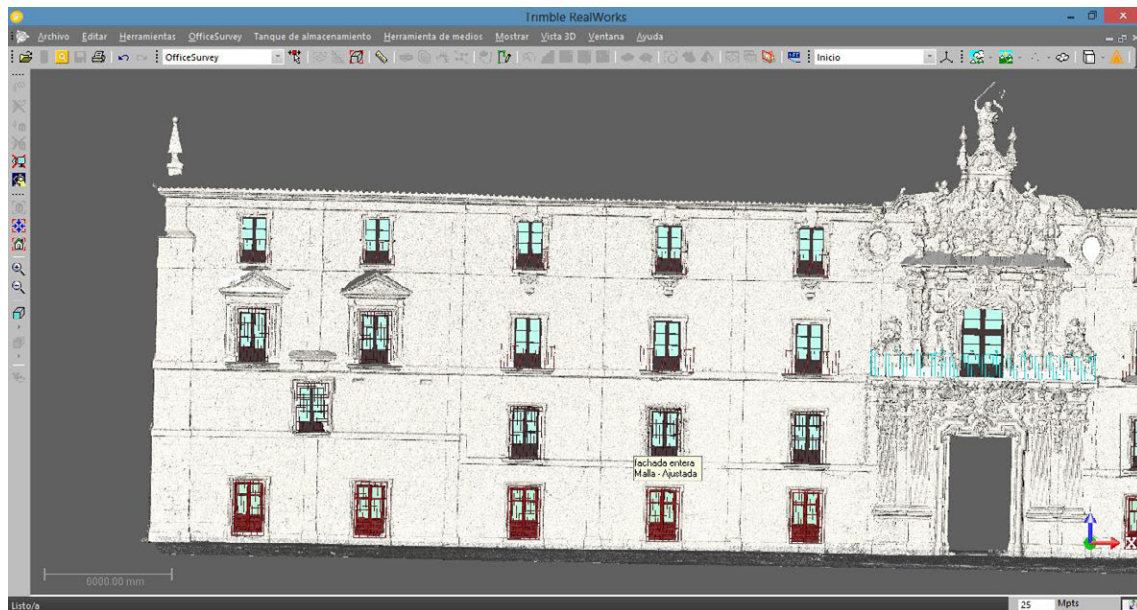 Trimble RealWorks
Archivo Editar Herramientas OfficeSurvey Tanque de almacenamiento Herramienta de medios Mostrar Vista 3D Ventana Ayuda
OfficeSurvey Inicio
fachada entera
Malla - Ajustada
X
6000.00 mm
Listo/a 25 Mpts